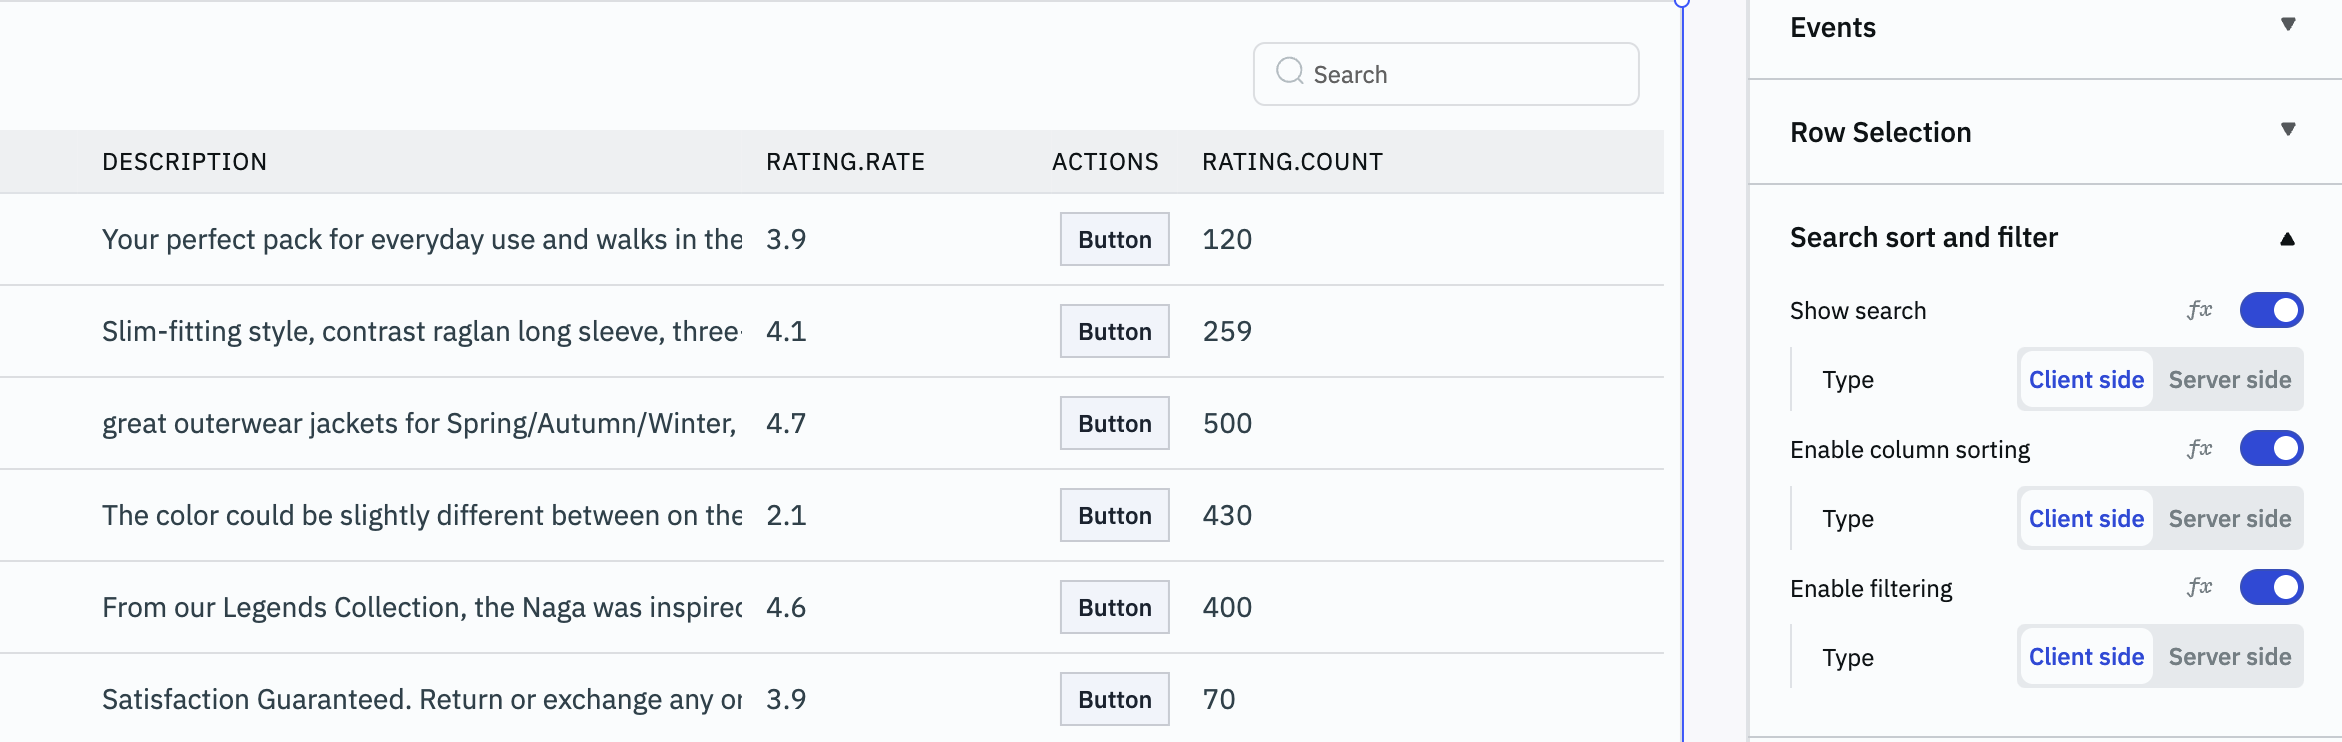 Search
DESCRIPTION RATING.RATE ACTIONS RATING.COUNT
Your perfect pack for everyday use and walks in the 3.9 Button 120
Slim-fitting style, contrast raglan long sleeve, three- 4.1 Button 259
great outerwear jackets for Spring/Autumn/Winter, 4.7 Button 500
The color could be slightly different between on the 2.1 Button 430
From our Legends Collection, the Naga was inspired 4.6 Button 400
Satisfaction Guaranteed. Return or exchange any or 3.9 Button 70
Events
Row Selection
Search sort and filter
Show search fx
Type Client side Server side
Enable column sorting fx
Type Client side Server side
Enable filtering fx
Type Client side Server side